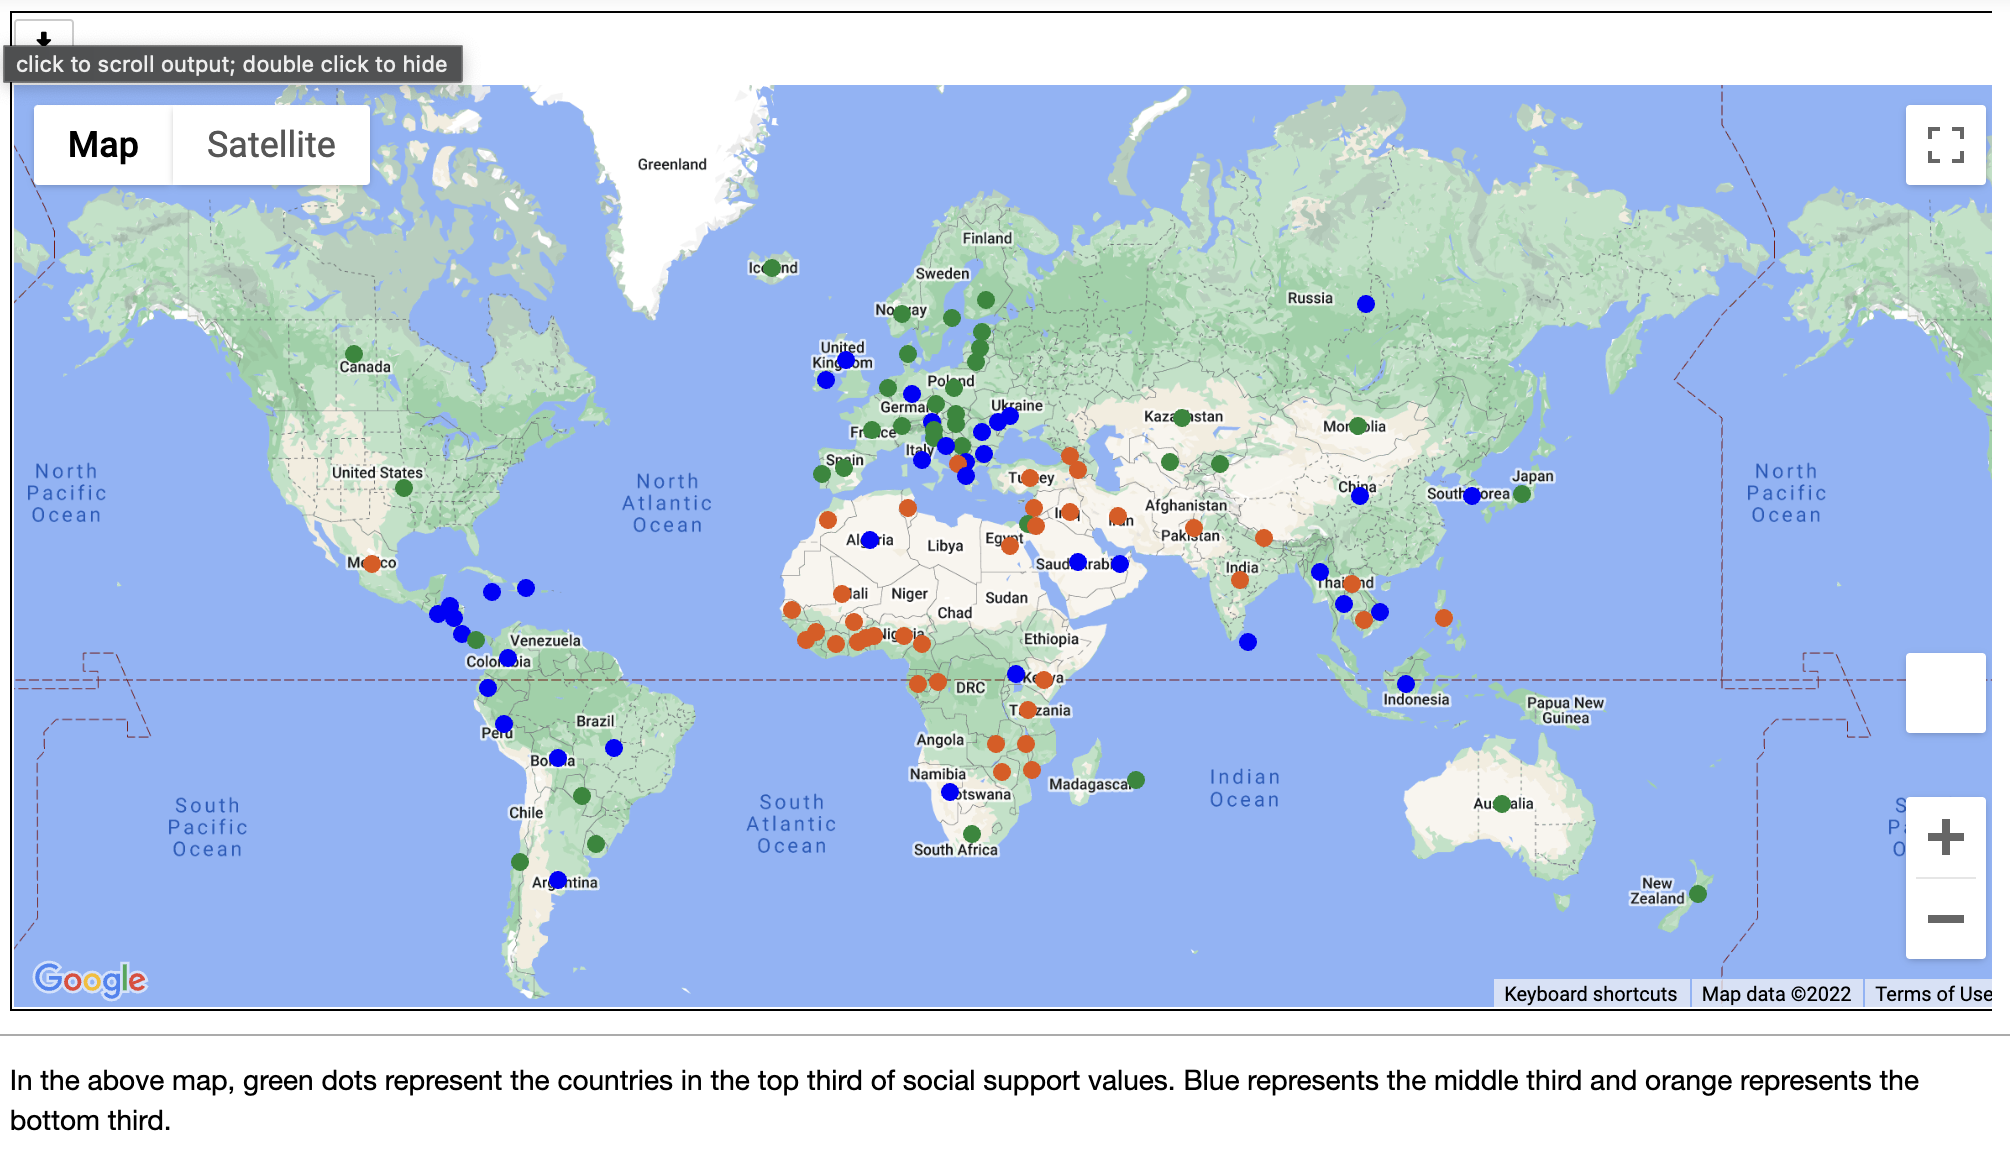 click to scroll output; double click to hide
Map
Satellite
Greenland
Finland
Iceland
Sweden
Norway
Russia
United
Kingdom
Canada
Poland
Germany
Ukraine
Kazakhstan
Mongolia
France
Italy
Spain
United States
Turkey
North
Pacific
Ocean
North
Atlantic
Ocean
China
South Korea
Japan
North
Pacific
Ocean
Afghanistan
Iraq
Iran
Pakistan
Algeria
Libya
Egypt
Saudi Arabia
India
Mexico
Mali
Niger
Sudan
Chad
Thailand
Nigeria
Ethiopia
Venezuela
Colombia
DRC
Kenya
Indonesia
Papua New
Guinea
Tanzania
Brazil
Peru
Angola
Bolivia
Namibia
Madagascar
Botswana
Indian
Ocean
South
Pacific
Ocean
South
Atlantic
Ocean
Chile
Australia
South Africa
Argentina
New
Zealand
S
P
O
Google
Keyboard shortcuts
Map data ©2022
Terms of Use
In the above map, green dots represent the countries in the top third of social support values. Blue represents the middle third and orange represents the
bottom third.